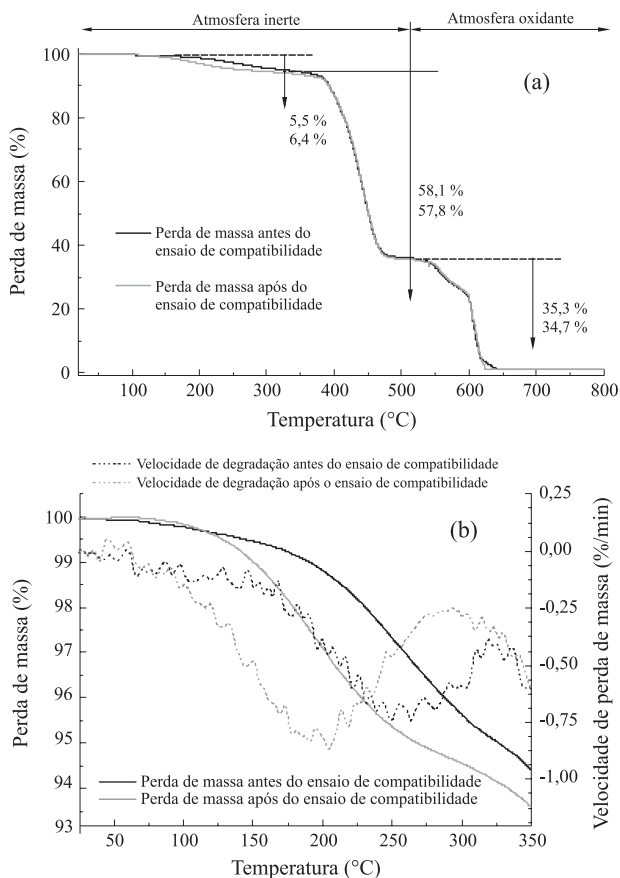 Atmosfera inerte
Atmosfera oxidante
100
80
60
40
20
0
(a)
5,5 %
6,4 %
58,1 %
57,8 %
35,3 %
34,7 %
Perda de massa antes do
ensaio de compatibilidade
Perda de massa após do
ensaio de compatibilidade
Perda de massa (%)
100 200 300 400 500 600 700 800
Temperatura (°C)
Velocidade de degradação antes do ensaio de compatibilidade
Velocidade de degradação após o ensaio de compatibilidade
100
99
98
97
96
95
94
93
(b)
0,25
0,00
-0,25
-0,50
-0,75
-1,00
Perda de massa (%)
Velocidade de perda de massa (%/min)
Perda de massa antes do ensaio de compatibilidade
Perda de massa após do ensaio de compatibilidade
50 100 150 200 250 300 350
Temperatura (°C)